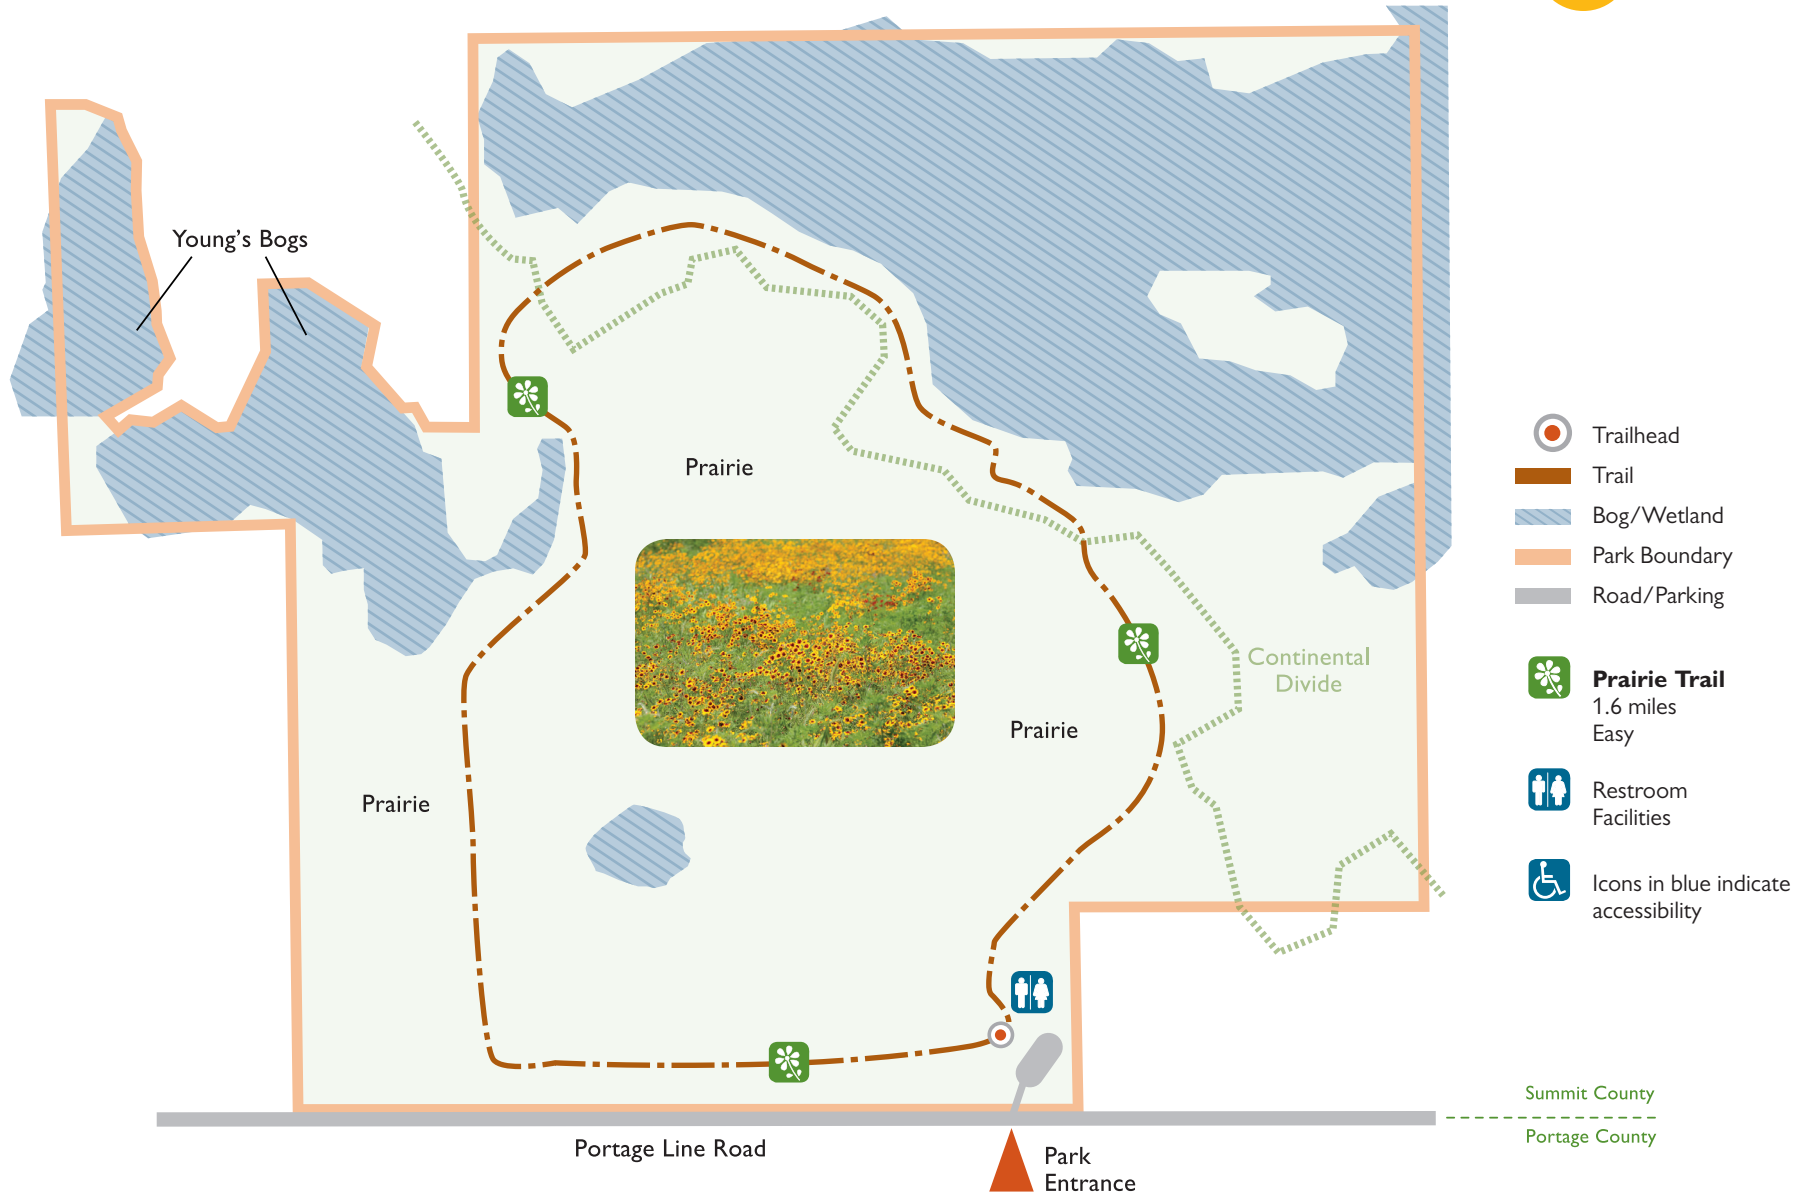 Young's Bogs
Prairie
Continental
Divide
Prairie
Prairie
Portage Line Road
Park
Entrance
Trailhead
Trail
Bog/Wetland
Park Boundary
Road/Parking
Prairie Trail
1.6 miles
Easy
Restroom
Facilities
Icons in blue indicate
accessibility
Summit County
Portage County